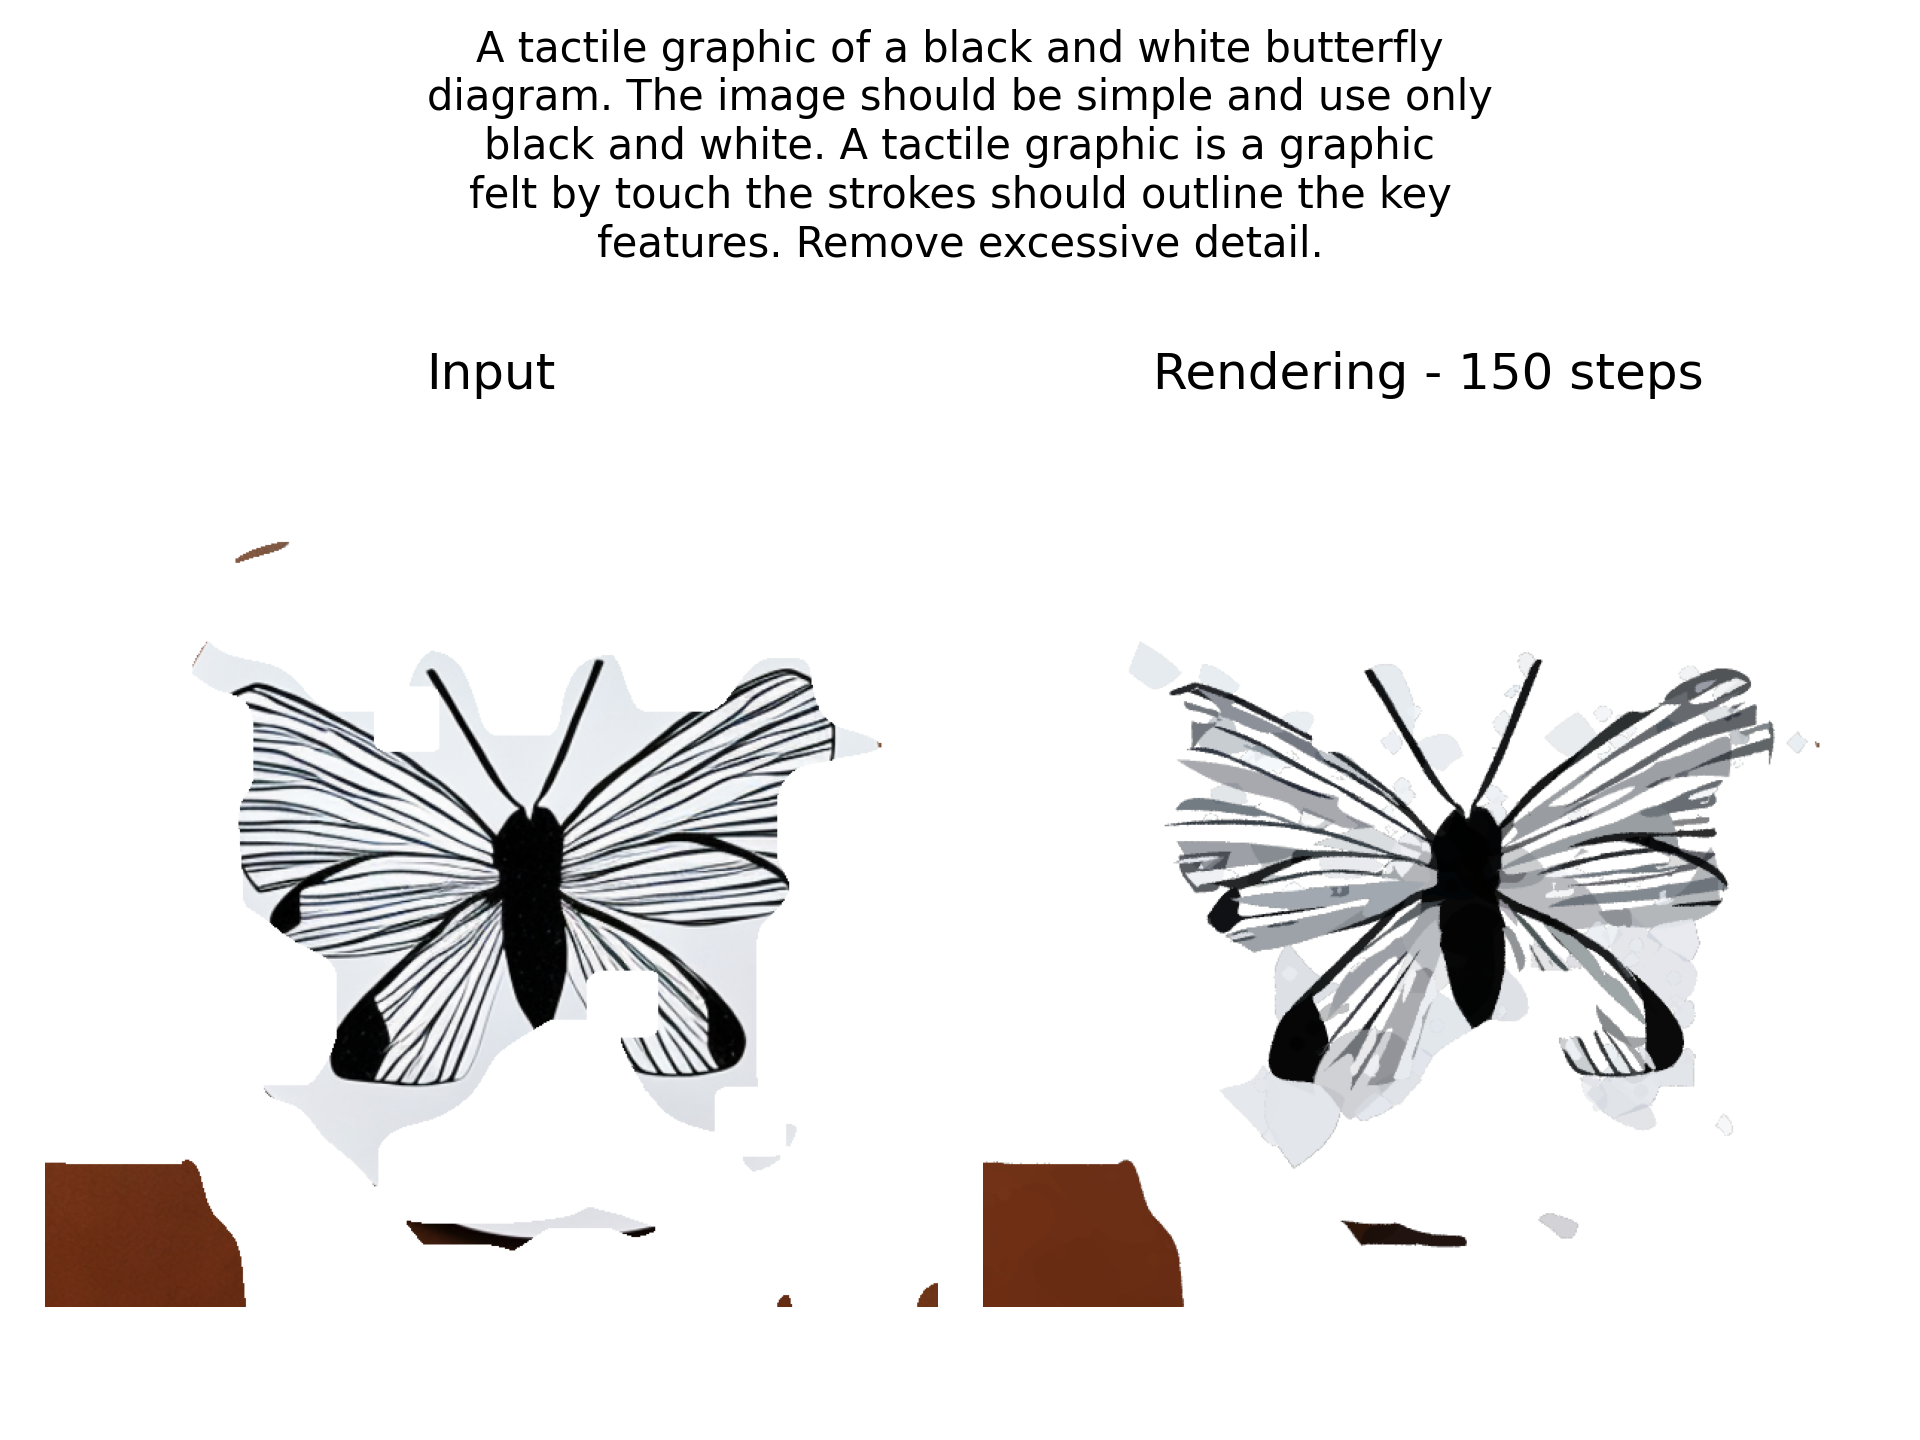 A tactile graphic of a black and white butterfly
diagram. The image should be simple and use only
black and white. A tactile graphic is a graphic
felt by touch the strokes should outline the key
features. Remove excessive detail.
Input
Rendering - 150 steps